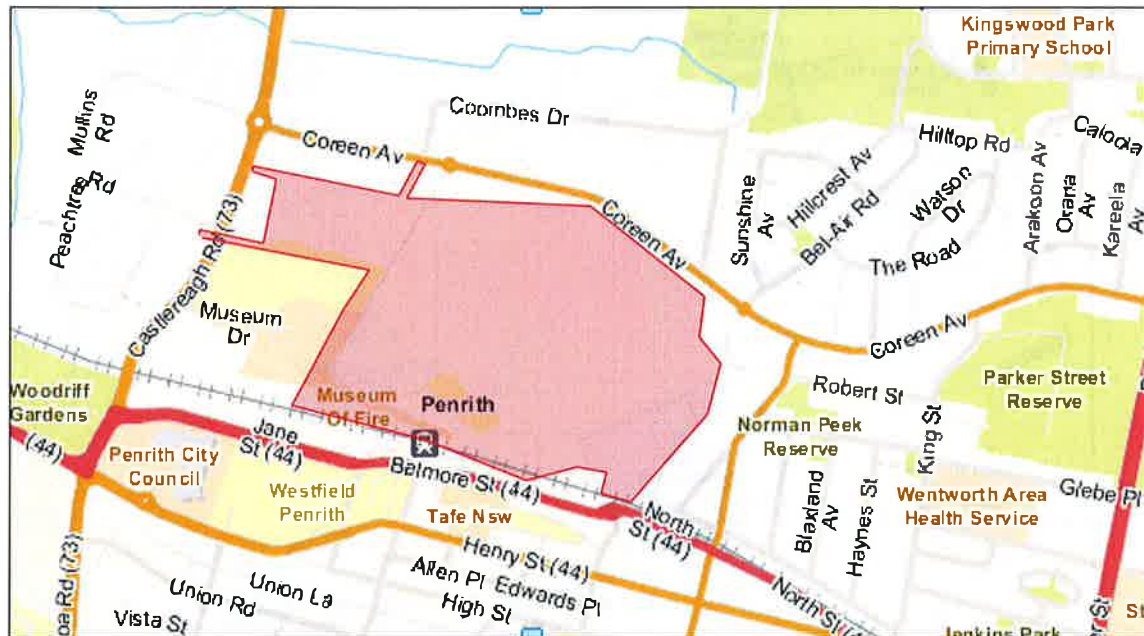 Kingswood Park
Primary School
Coombes Dr
Mullins
Rd
Peachtree
Rd
Coreen Av
Hilltop Rd
Caloola
Hillcrest Av
Watson
Dr
Arakoon Av
Orana
Av
Kareela
Av
Sunshine
Av
Bel-Air Rd
Coreen Av
The Road
Castlereagh Rd (73)
Museum
Dr
Coreen Av
Woodriff
Gardens
Museum
Of Fire
Penrith
Robert St
Parker Street
Reserve
Norman Peek
Reserve
King St
(44)
Jane
St (44)
Penrith City
Council
Belmore St (44)
Westfield
Penrith
Tafe Nsw
North
St (44)
Blaxland
Av
Haynes St
Wentworth Area
Health Service
Glebe Pl
Henry St (44)
Allen Pl
Edwards Pl
High St
Union La
Union Rd
Vista St
oa Rd (73)
North St (44)
Jenkins Park
St